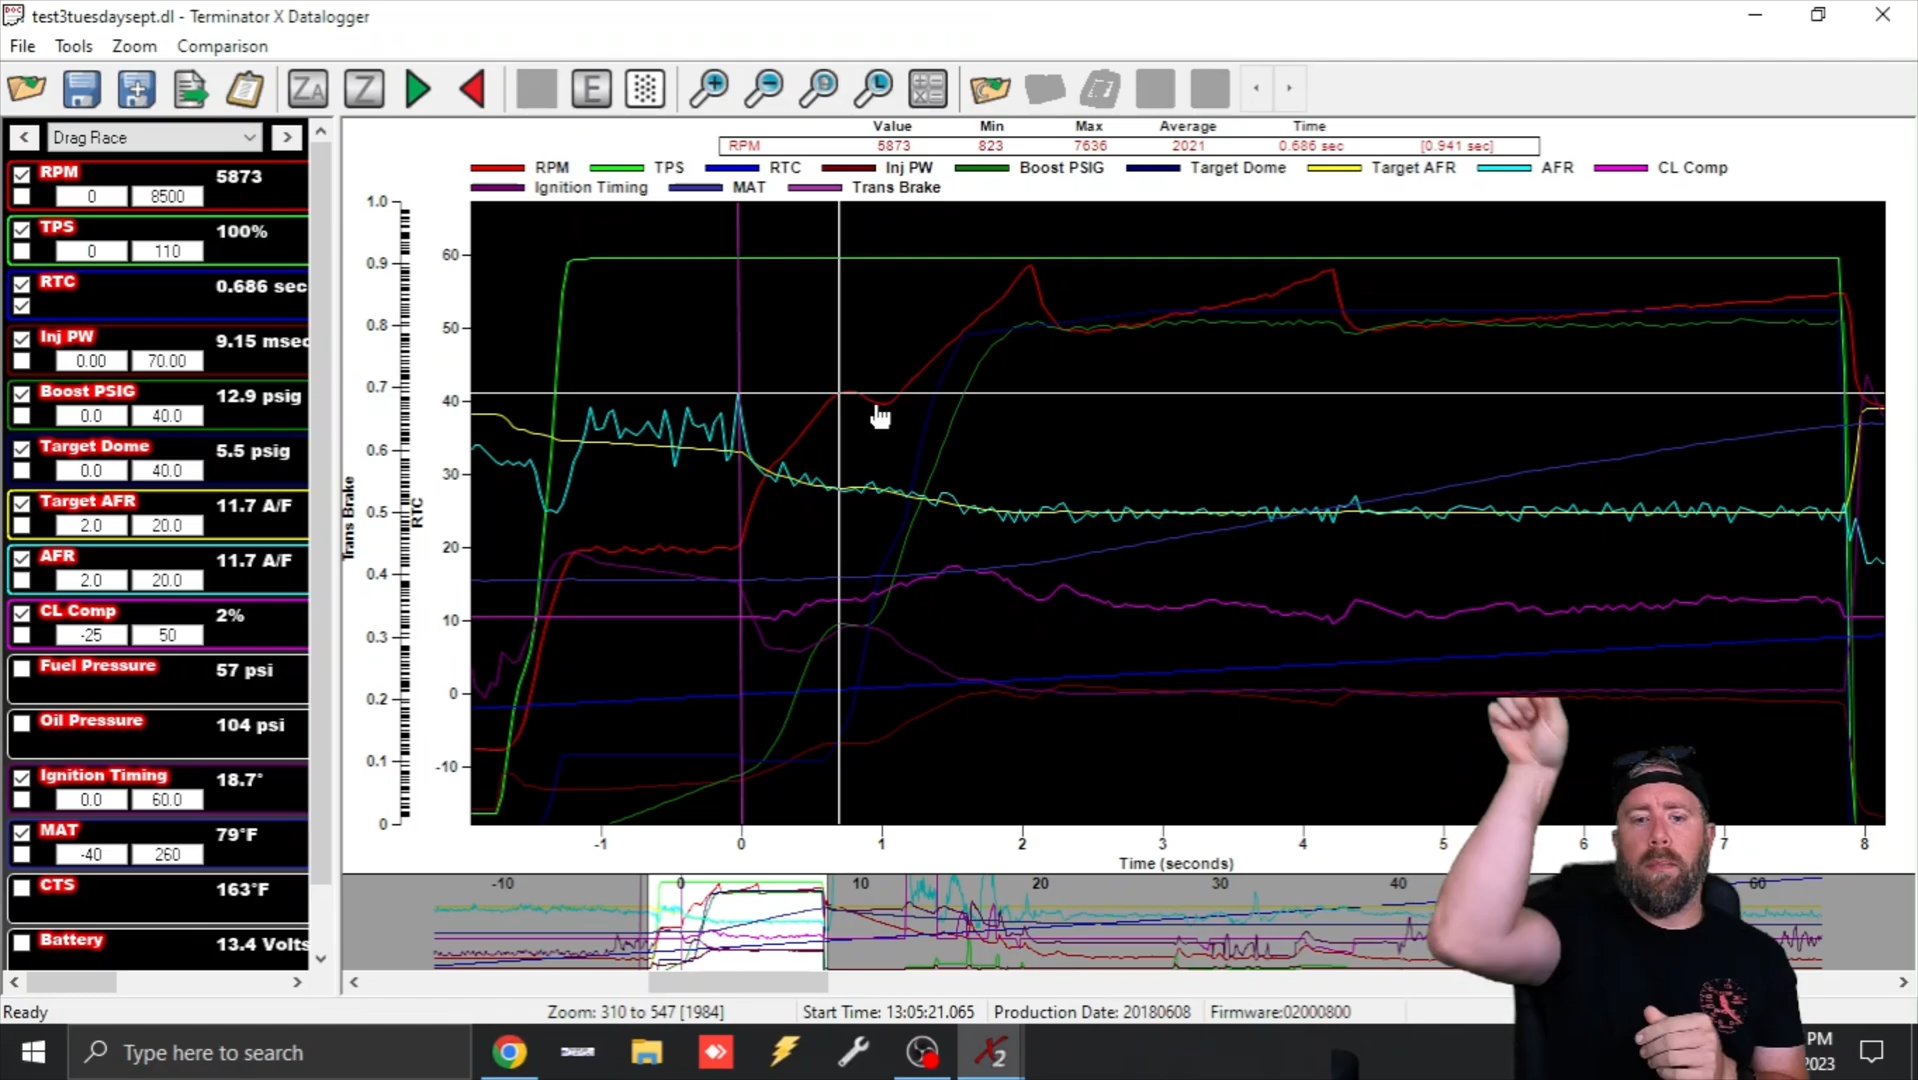 test3tuesdaysept.dl - Terminator X Datalogger
File Tools Zoom Comparison
ZA Z E
Drag Race
RPM 5873
0 8500
TPS 100%
0 110
RTC 0.686 sec
Inj PW 9.15 msec
0.00 70.00
Boost PSIG 12.9 psig
0.0 40.0
Target Dome 5.5 psig
0.0 40.0
Target AFR 11.7 A/F
2.0 20.0
AFR 11.7 A/F
2.0 20.0
CL Comp 2%
-25 50
Fuel Pressure 57 psi
Oil Pressure 104 psi
Ignition Timing 18.7°
0.0 60.0
MAT 79°F
-40 260
CTS 163°F
Battery 13.4 Volts
Value Min Max Average Time
RPM 5873 823 7636 2021 0.686 sec [0.941 sec]
RPM TPS RTC Inj PW Boost PSIG Target Dome Target AFR AFR CL Comp
Ignition Timing MAT Trans Brake
1.0
0.9
0.8
0.7
0.6
0.5
0.4
0.3
0.2
0.1
0
Trans Brake
RTC
60
50
40
30
20
10
0
-10
-1 0 1 2 3 4 5 6 7 8
Time (seconds)
-10 0 10 20 30 40 60
Ready Zoom: 310 to 547 [1984] Start Time: 13:05:21.065 Production Date: 20180608 Firmware:02000800
Type here to search
X2
PM
2023